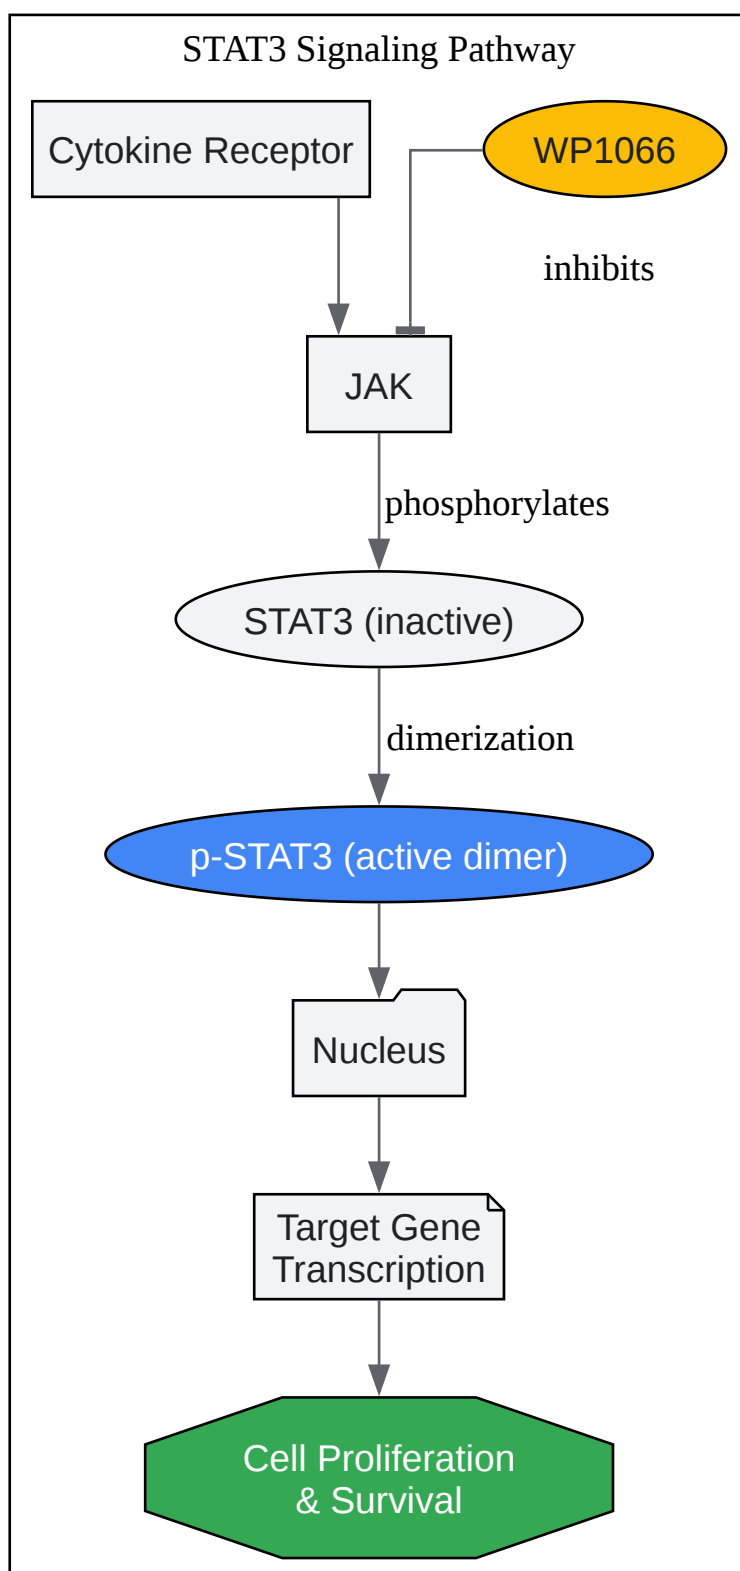 STAT3 Signaling Pathway
Cytokine Receptor
WP1066
inhibits
JAK
phosphorylates
STAT3 (inactive)
dimerization
p-STAT3 (active dimer)
Nucleus
Target Gene
Transcription
Cell Proliferation
& Survival